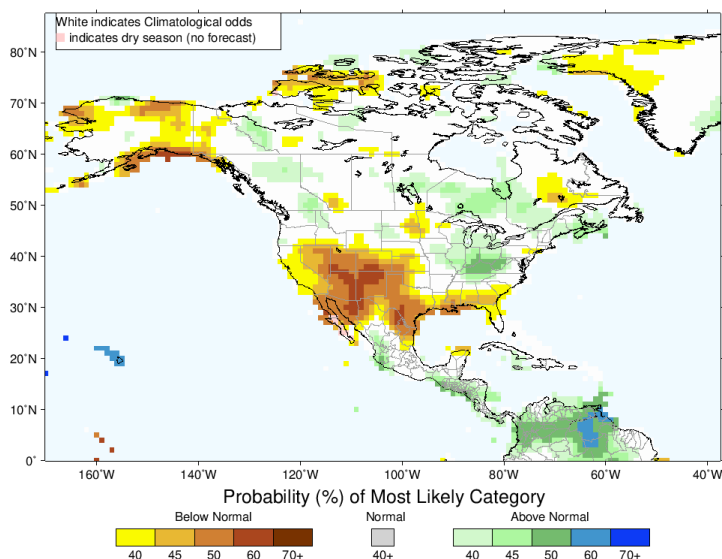 White indicates Climatological odds
indicates dry season (no forecast)
80˚N
70˚N
60˚N
50˚N
40˚N
30˚N
20˚N
10˚N
0˚
160˚W 140˚W 120˚W 100˚W 80˚W 60˚W 40˚W
Probability (%) of Most Likely Category
Below Normal Normal Above Normal
40 45 50 60 70+ 40+ 40 45 50 60 70+